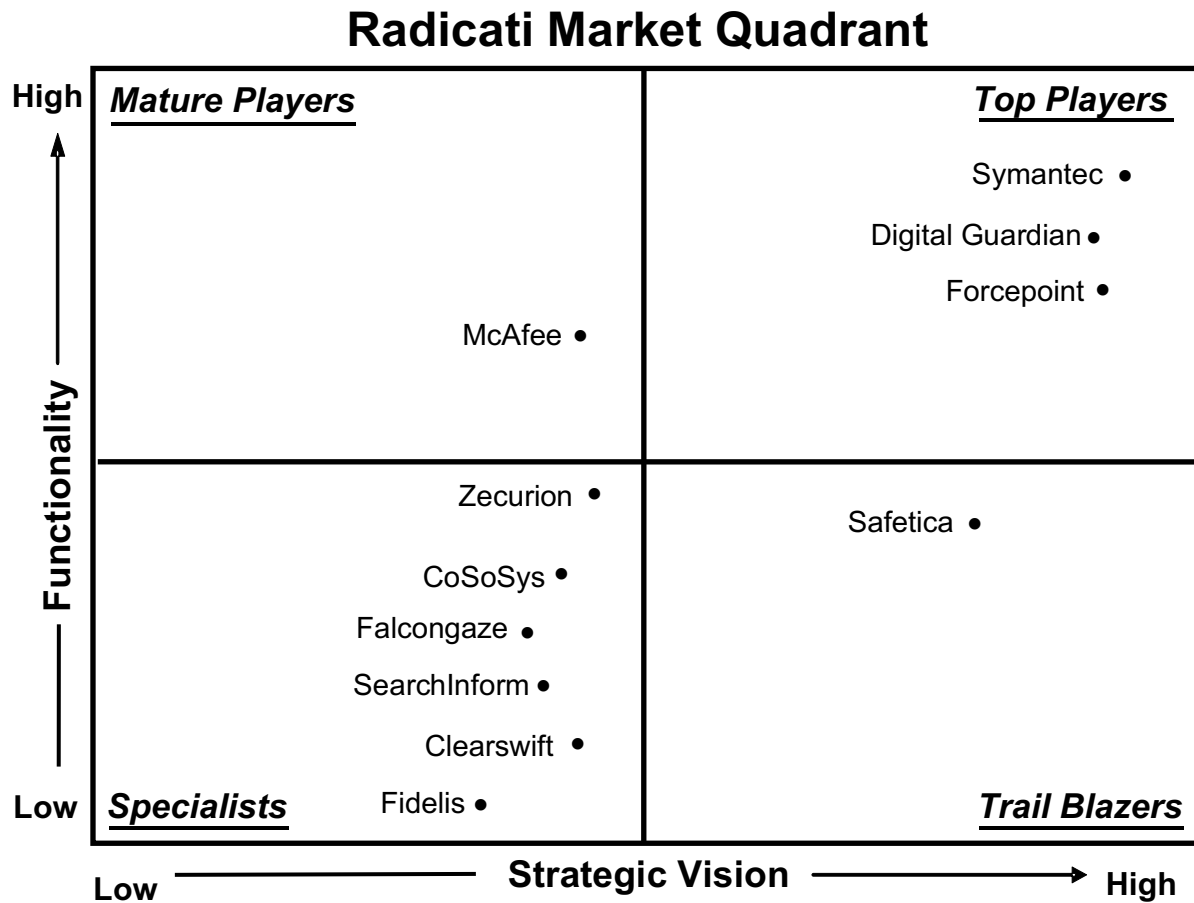 Radicati Market Quadrant
High
Mature Players
Top Players
Symantec
Digital Guardian
Forcepoint
McAfee
Functionality
Zecurion
Safetica
CoSoSys
Falcongaze
SearchInform
Clearswift
Fidelis
Low
Specialists
Trail Blazers
Low
Strategic Vision
High